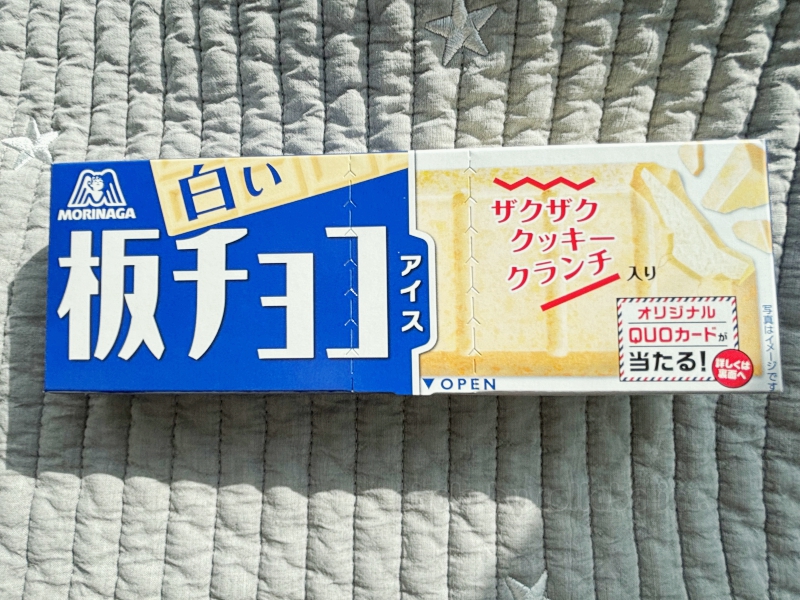 MORINAGA
白い
板チョコ
アイス
ザクザク
クッキー
クランチ
入り
オリジナル
QUOカードが
当たる!
詳しくは
裏面へ
▼OPEN
写真はイメージです